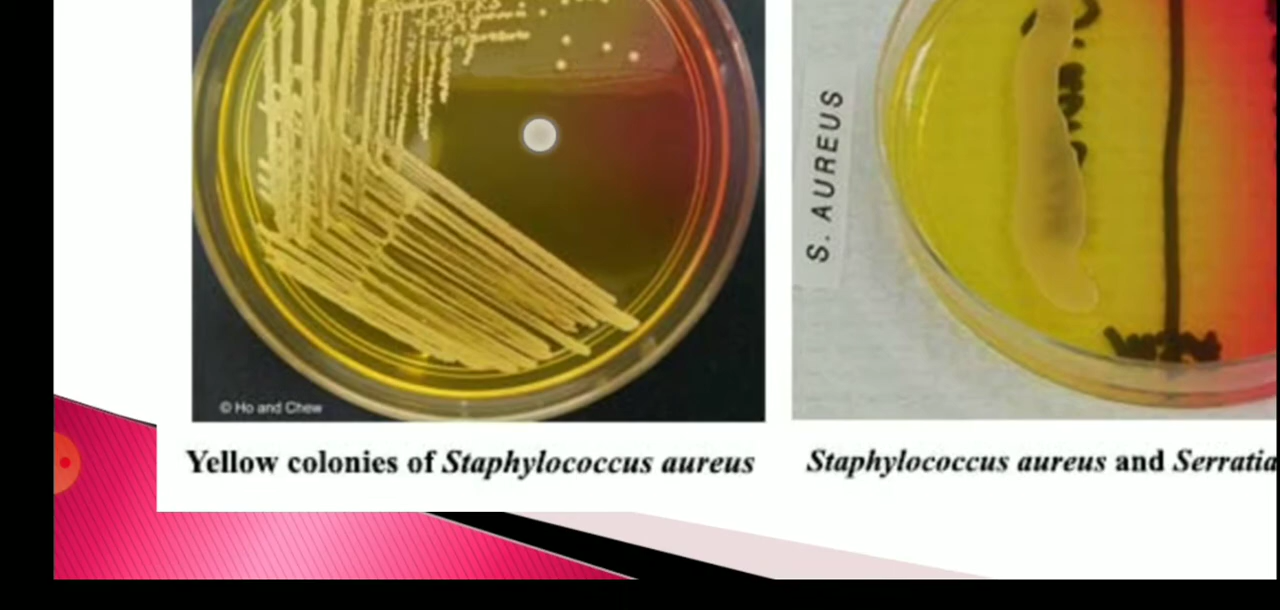 S. AUREUS
© Ho and Chew
Yellow colonies of Staphylococcus aureus
Staphylococcus aureus and Serratia